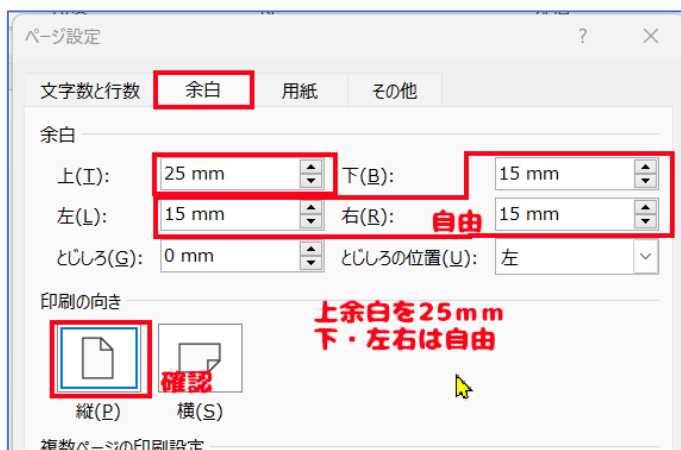 ページ設定 ?
文字数と行数 余白 用紙 その他
余白
上(T): 25 mm 下(B): 15 mm
左(L): 15 mm 右(R): 自由 15 mm
とじしろ(G): 0 mm とじしろの位置(U): 左
印刷の向き
上余白を25mm
下・左右は自由
確認
縦(P) 横(S)
複数ページの印刷設定